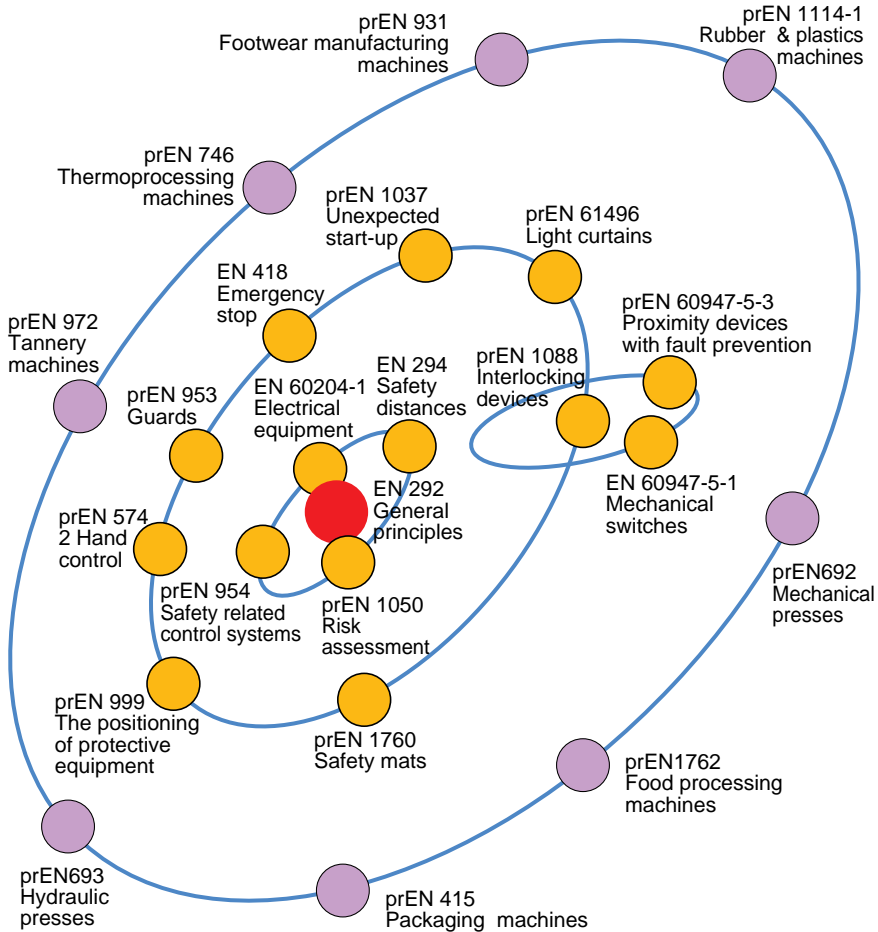 prEN 931
Footwear manufacturing
machines
prEN 1114-1
Rubber & plastics
machines
prEN 746
Thermoprocessing
machines
prEN 1037
Unexpected
start-up
prEN 61496
Light curtains
EN 418
Emergency
stop
prEN 60947-5-3
Proximity devices
with fault prevention
prEN 972
Tannery
machines
prEN 1088
Interlocking
devices
EN 294
Safety
distances
EN 60204-1
Electrical
equipment
prEN 953
Guards
EN 60947-5-1
Mechanical
switches
EN 292
General
principles
prEN 574
2 Hand
control
prEN 954
Safety related
control systems
prEN 1050
Risk
assessment
prEN692
Mechanical
presses
prEN 999
The positioning
of protective
equipment
prEN 1760
Safety mats
prEN1762
Food processing
machines
prEN693
Hydraulic
presses
prEN 415
Packaging machines